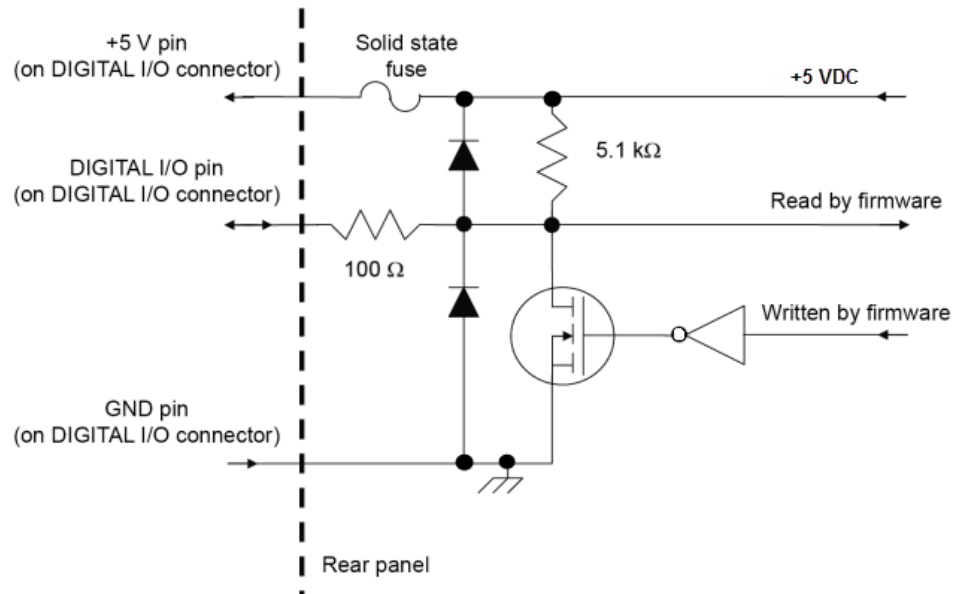 +5 V pin
(on DIGITAL I/O connector)
Solid state
fuse
+5 VDC
5.1 kΩ
DIGITAL I/O pin
(on DIGITAL I/O connector)
Read by firmware
100 Ω
Written by firmware
GND pin
(on DIGITAL I/O connector)
Rear panel